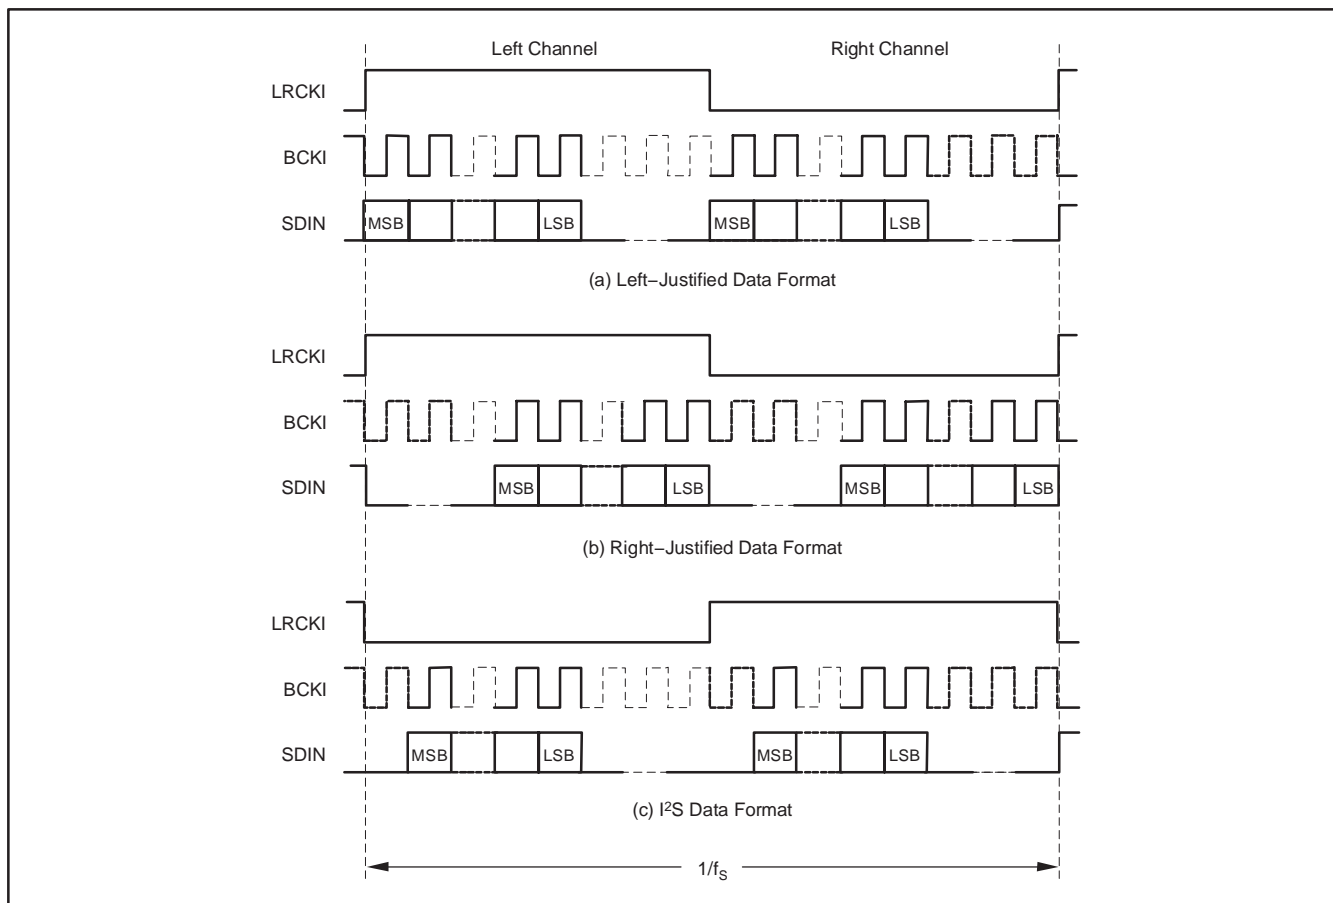 Left Channel Right Channel
LRCKI
BCKI
SDIN MSB LSB MSB LSB
(a) Left−Justified Data Format
LRCKI
BCKI
SDIN MSB LSB MSB LSB
(b) Right−Justified Data Format
LRCKI
BCKI
SDIN MSB LSB MSB LSB
(c) I²S Data Format
1/fS